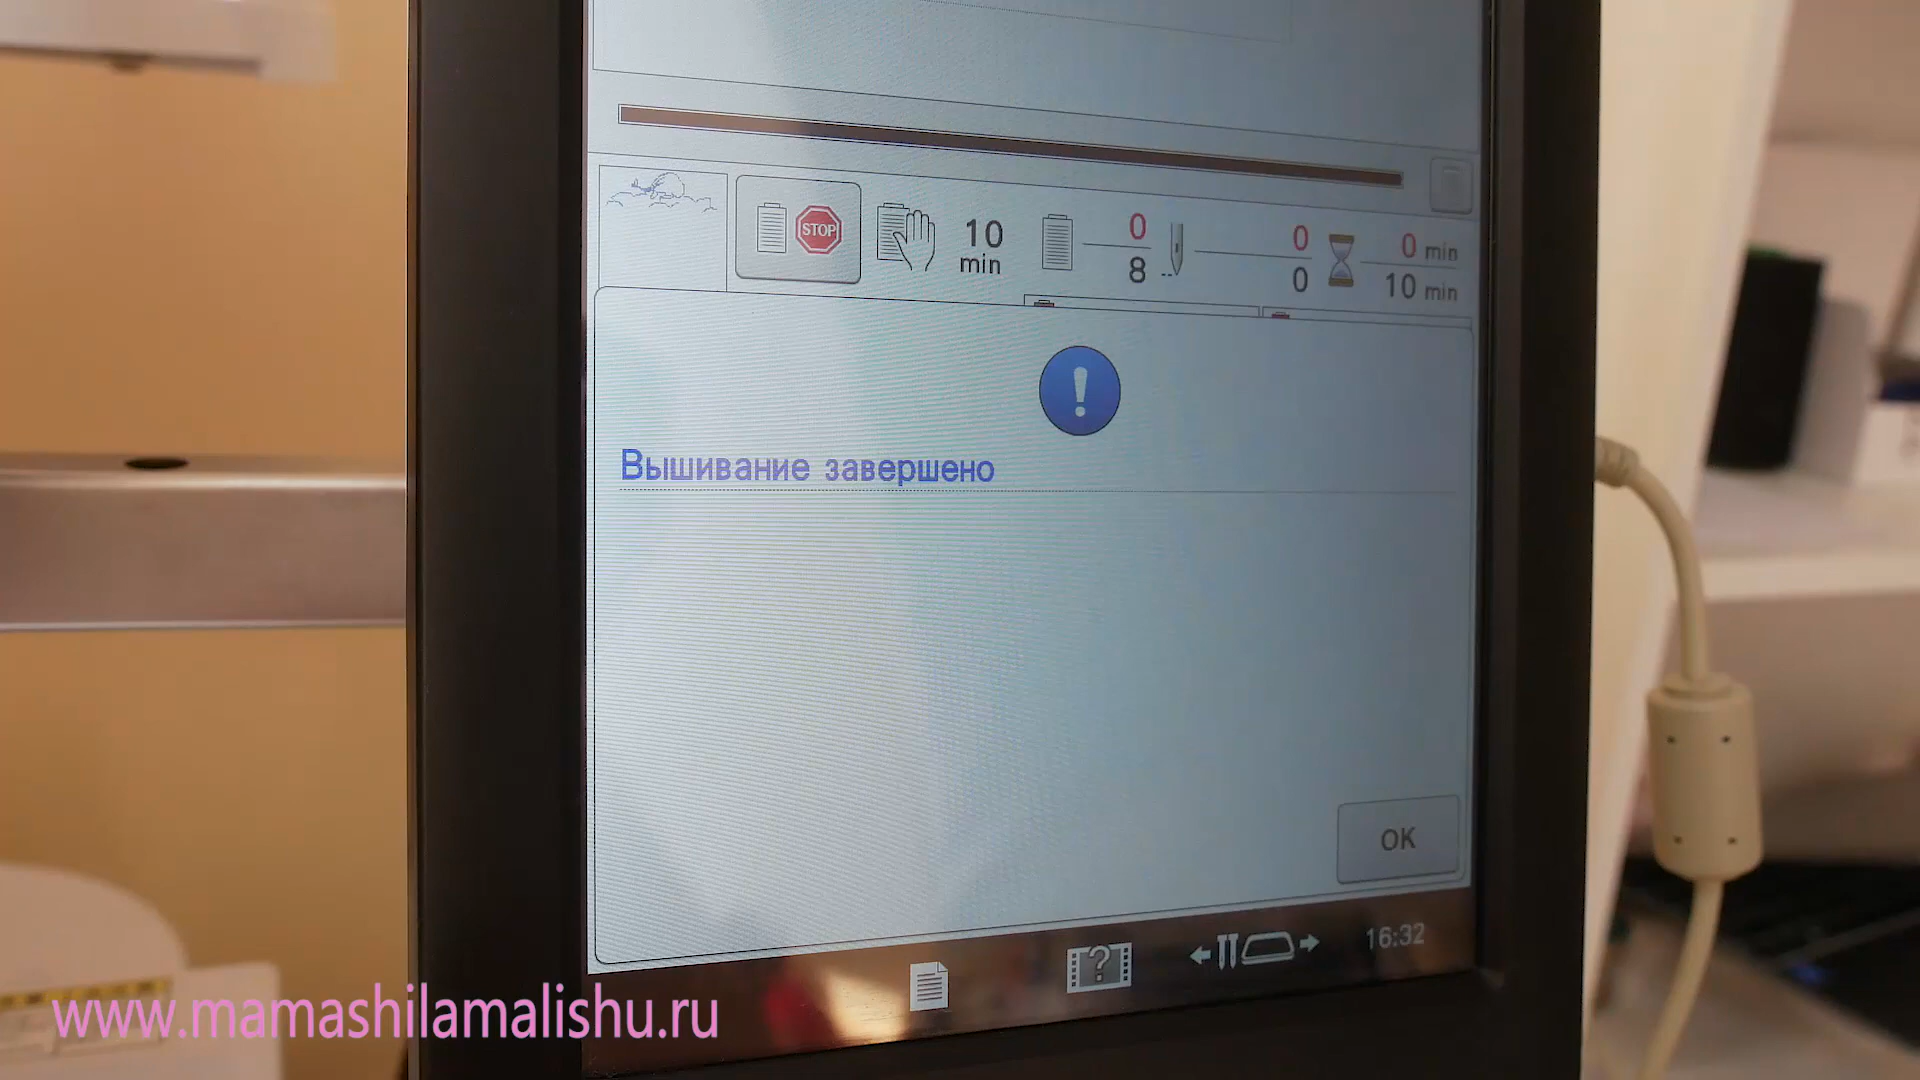 STOP
10
min
0
8
0
0
0 min
10 min
!
Вышивание завершено
OK
?
16:32
www.mamashilamalishu.ru